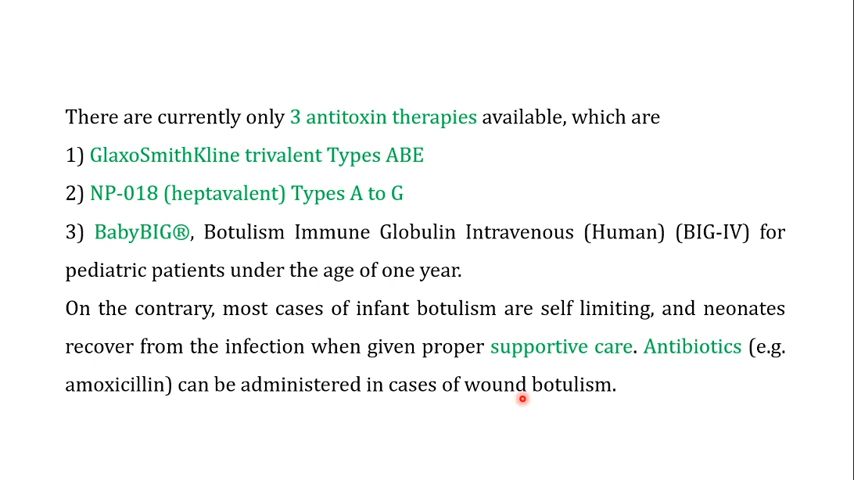 There are currently only 3 antitoxin therapies available, which are
1) GlaxoSmithKline trivalent Types ABE
2) NP-018 (heptavalent) Types A to G
3) BabyBIG®, Botulism Immune Globulin Intravenous (Human) (BIG-IV) for
pediatric patients under the age of one year.
On the contrary, most cases of infant botulism are self limiting, and neonates
recover from the infection when given proper supportive care. Antibiotics (e.g.
amoxicillin) can be administered in cases of wound botulism.